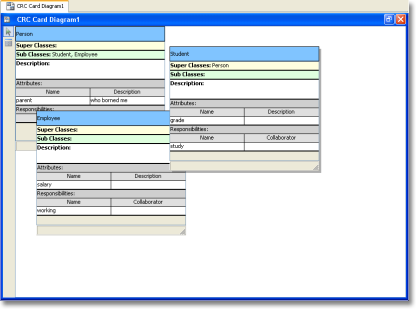 CRC Card Diagram1
CRC Card Diagram1
Person
Super Classes:
Sub Classes: Student, Employee
Description:
Attributes:
Name Description
parent who borned me
Responsibilities:
Student
Super Classes: Person
Sub Classes:
Description:
Attributes:
Name Description
grade
Responsibilities:
Name Collaborator
study
Employee
Super Classes:
Sub Classes:
Description:
Attributes:
Name Description
salary
Responsibilities:
Name Collaborator
working